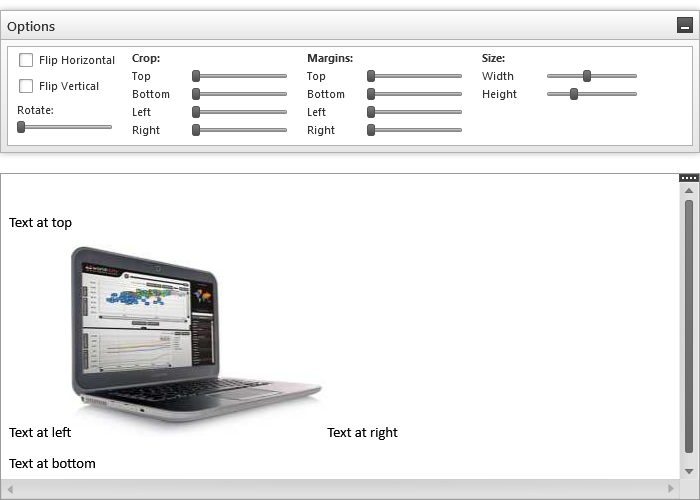 Options
Flip Horizontal
Flip Vertical
Rotate:
Crop:
Top
Bottom
Left
Right
Margins:
Top
Bottom
Left
Right
Size:
Width
Height
Text at top
Text at left
Text at right
Text at bottom